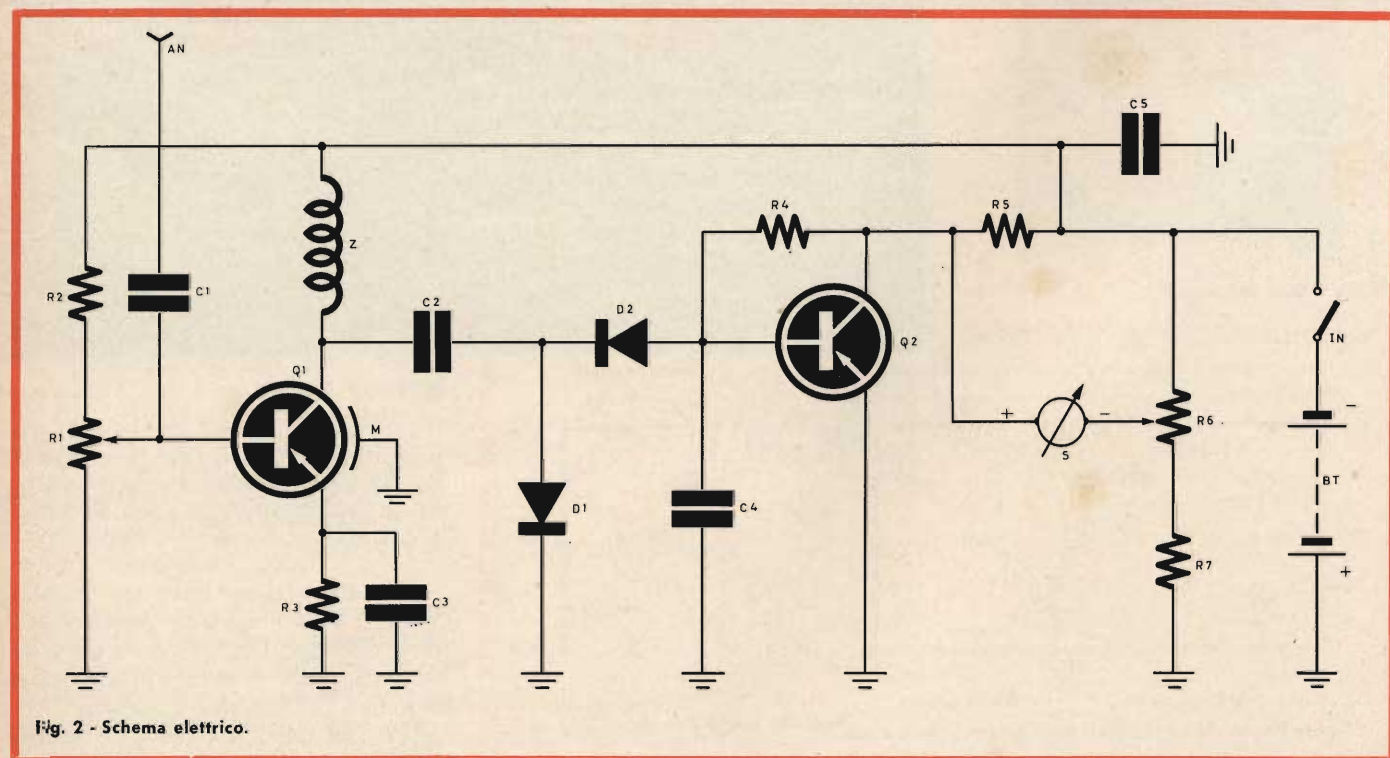 AN
C5
R4
R5
Z
R2
C1
C2
D2
Q2
IN
Q1
R1
M
+
-
S
R6
-
BT
+
D1
C4
R7
R3
C3
Fig. 2 - Schema elettrico.